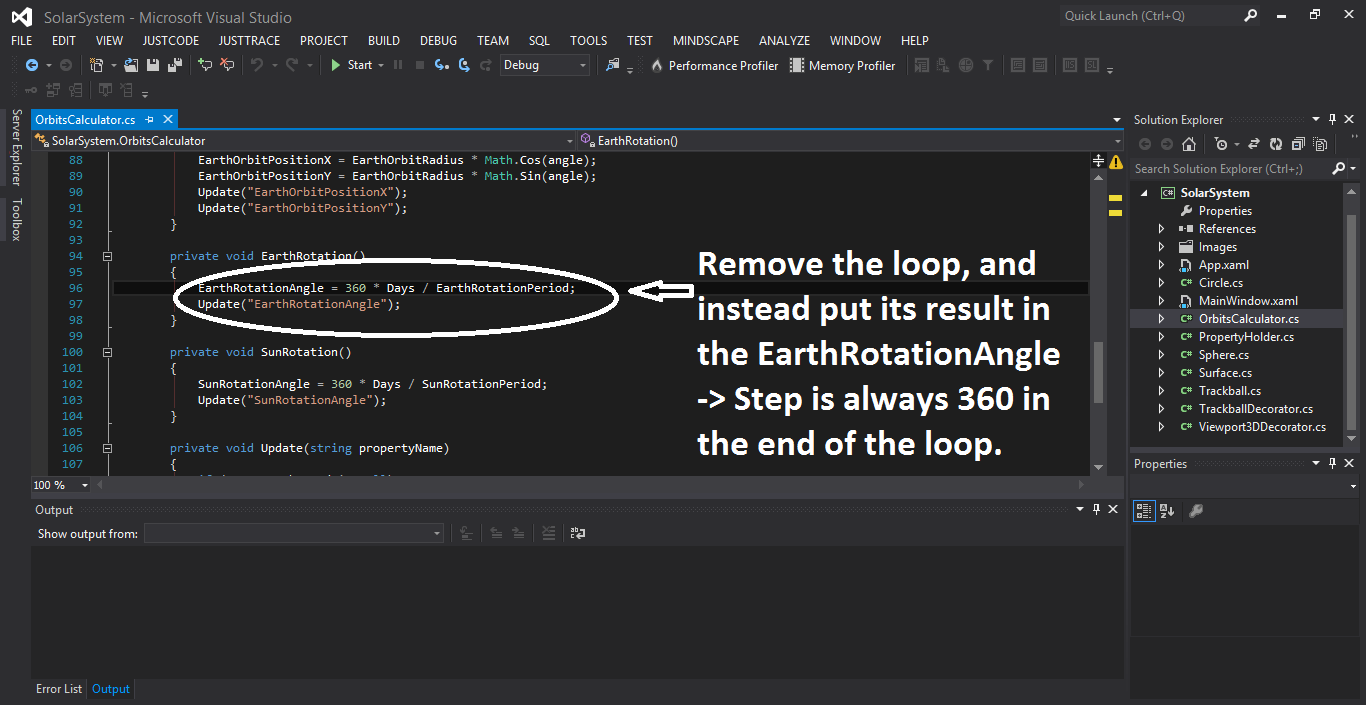 SolarSystem - Microsoft Visual Studio
Quick Launch (Ctrl+Q)
FILE EDIT VIEW JUSTCODE JUSTTRACE PROJECT BUILD DEBUG TEAM SQL TOOLS TEST MINDSCAPE ANALYZE WINDOW HELP
Start Debug Performance Profiler Memory Profiler
Server Explorer
Toolbox
OrbitsCalculator.cs
SolarSystem.OrbitsCalculator EarthRotation()
88 EarthOrbitPositionX = EarthOrbitRadius * Math.Cos(angle);
89 EarthOrbitPositionY = EarthOrbitRadius * Math.Sin(angle);
90 Update("EarthOrbitPositionX");
91 Update("EarthOrbitPositionY");
92 }
93
94 private void EarthRotation()
95 {
96 EarthRotationAngle = 360 * Days / EarthRotationPeriod;
97 Update("EarthRotationAngle");
98 }
99
100 private void SunRotation()
101 {
102 SunRotationAngle = 360 * Days / SunRotationPeriod;
103 Update("SunRotationAngle");
104 }
105
106 private void Update(string propertyName)
107 {
100 %
Remove the loop, and
instead put its result in
the EarthRotationAngle
-> Step is always 360 in
the end of the loop.
Output
Show output from:
Error List Output
Solution Explorer
Search Solution Explorer (Ctrl+;)
SolarSystem
Properties
References
Images
App.xaml
Circle.cs
MainWindow.xaml
OrbitsCalculator.cs
PropertyHolder.cs
Sphere.cs
Surface.cs
Trackball.cs
TrackballDecorator.cs
Viewport3DDecorator.cs
Properties